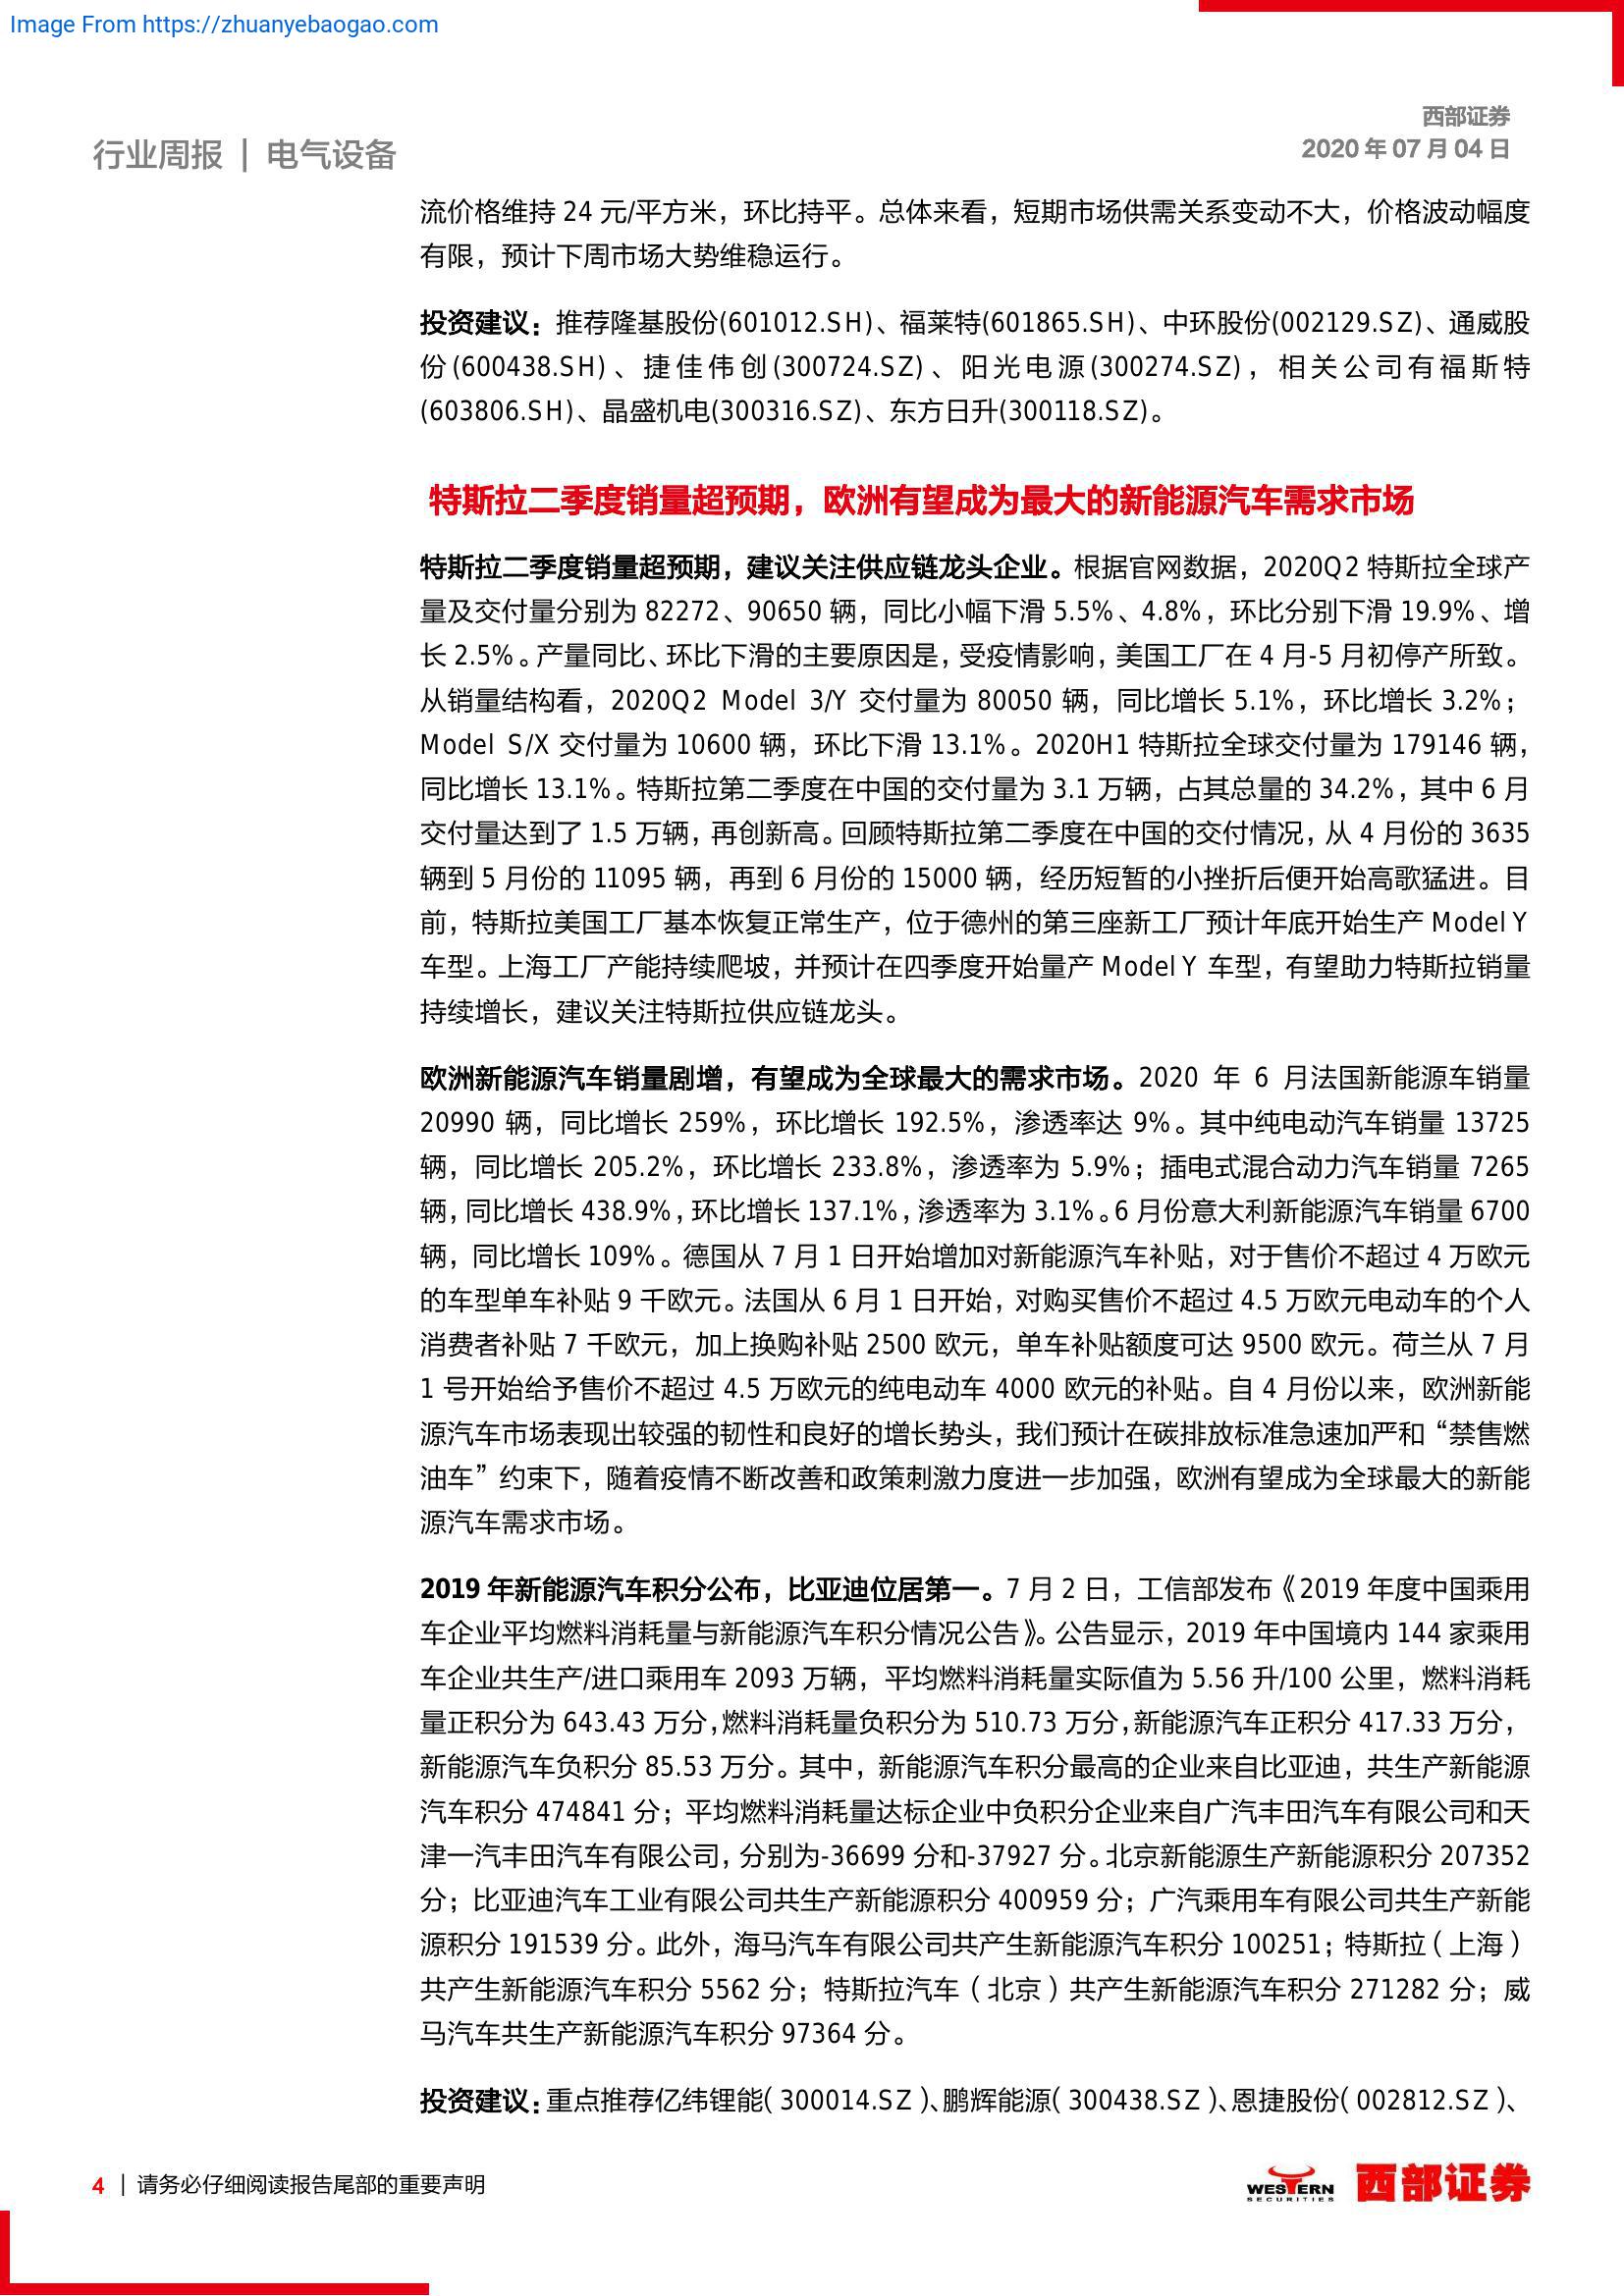 Image From https://zhuanyebaogao.com
西部证券
行业周报 | 电气设备
2020 年 07 月 04 日
流价格维持 24 元/平方米，环比持平。总体来看，短期市场供需关系变动不大，价格波动幅度
有限，预计下周市场大势维稳运行。
投资建议：推荐隆基股份(601012.SH)、福莱特(601865.SH)、中环股份(002129.SZ)、通威股
份(600438.SH)、捷佳伟创(300724.SZ)、阳光电源(300274.SZ)，相关公司有福斯特
(603806.SH)、晶盛机电(300316.SZ)、东方日升(300118.SZ)。
特斯拉二季度销量超预期，欧洲有望成为最大的新能源汽车需求市场
特斯拉二季度销量超预期，建议关注供应链龙头企业。根据官网数据，2020Q2 特斯拉全球产
量及交付量分别为 82272、90650 辆，同比小幅下滑 5.5%、4.8%，环比分别下滑 19.9%、增
长 2.5%。产量同比、环比下滑的主要原因是，受疫情影响，美国工厂在 4 月-5 月初停产所致。
从销量结构看，2020Q2 Model 3/Y 交付量为 80050 辆，同比增长 5.1%，环比增长 3.2%；
Model S/X 交付量为 10600 辆，环比下滑 13.1%。2020H1 特斯拉全球交付量为 179146 辆，
同比增长 13.1%。特斯拉第二季度在中国的交付量为 3.1 万辆，占其总量的 34.2%，其中 6 月
交付量达到了 1.5 万辆，再创新高。回顾特斯拉第二季度在中国的交付情况，从 4 月份的 3635
辆到 5 月份的 11095 辆，再到 6 月份的 15000 辆，经历短暂的小挫折后便开始高歌猛进。目
前，特斯拉美国工厂基本恢复正常生产，位于德州的第三座新工厂预计年底开始生产 Model Y
车型。上海工厂产能持续爬坡，并预计在四季度开始量产 Model Y 车型，有望助力特斯拉销量
持续增长，建议关注特斯拉供应链龙头。
欧洲新能源汽车销量剧增，有望成为全球最大的需求市场。2020 年 6 月法国新能源车销量
20990 辆，同比增长 259%，环比增长 192.5%，渗透率达 9%。其中纯电动汽车销量 13725
辆，同比增长 205.2%，环比增长 233.8%，渗透率为 5.9%；插电式混合动力汽车销量 7265
辆，同比增长 438.9%，环比增长 137.1%，渗透率为 3.1%。6 月份意大利新能源汽车销量 6700
辆，同比增长 109%。德国从 7 月 1 日开始增加对新能源汽车补贴，对于售价不超过 4 万欧元
的车型单车补贴 9 千欧元。法国从 6 月 1 日开始，对购买售价不超过 4.5 万欧元电动车的个人
消费者补贴 7 千欧元，加上换购补贴 2500 欧元，单车补贴额度可达 9500 欧元。荷兰从 7 月
1 号开始给予售价不超过 4.5 万欧元的纯电动车 4000 欧元的补贴。自 4 月份以来，欧洲新能
源汽车市场表现出较强的韧性和良好的增长势头，我们预计在碳排放标准急速加严和“禁售燃
油车”约束下，随着疫情不断改善和政策刺激力度进一步加强，欧洲有望成为全球最大的新能
源汽车需求市场。
2019 年新能源汽车积分公布，比亚迪位居第一。7 月 2 日，工信部发布《2019 年度中国乘用
车企业平均燃料消耗量与新能源汽车积分情况公告》。公告显示，2019 年中国境内 144 家乘用
车企业共生产/进口乘用车 2093 万辆，平均燃料消耗量实际值为 5.56 升/100 公里，燃料消耗
量正积分为 643.43 万分，燃料消耗量负积分为 510.73 万分，新能源汽车正积分 417.33 万分，
新能源汽车负积分 85.53 万分。其中，新能源汽车积分最高的企业来自比亚迪，共生产新能源
汽车积分 474841 分；平均燃料消耗量达标企业中负积分企业来自广汽丰田汽车有限公司和天
津一汽丰田汽车有限公司，分别为-36699 分和-37927 分。北京新能源生产新能源积分 207352
分；比亚迪汽车工业有限公司共生产新能源积分 400959 分；广汽乘用车有限公司共生产新能
源积分 191539 分。此外，海马汽车有限公司共产生新能源汽车积分 100251；特斯拉（上海）
共产生新能源汽车积分 5562 分；特斯拉汽车（北京）共产生新能源汽车积分 271282 分；威
马汽车共生产新能源汽车积分 97364 分。
投资建议：重点推荐亿纬锂能（300014.SZ）、鹏辉能源（300438.SZ）、恩捷股份（002812.SZ）、
4 | 请务必仔细阅读报告尾部的重要声明
WESTERN
SECURITIES
西部证券